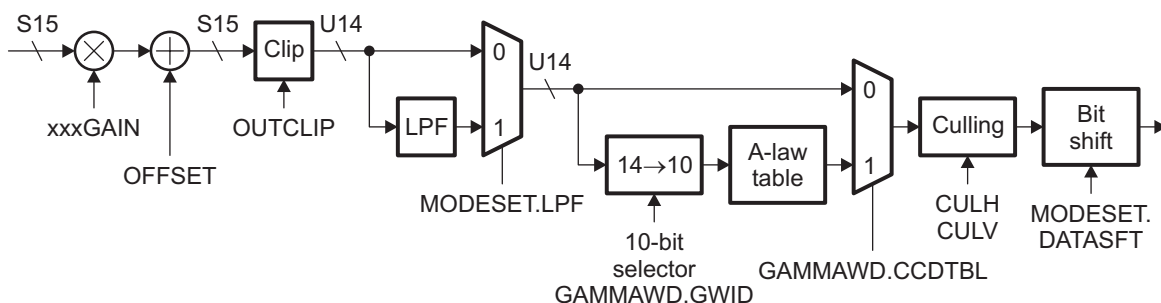 S15
S15
Clip
U14
0
1
U14
0
1
xxxGAIN
OFFSET
OUTCLIP
LPF
MODESET.LPF
14→10
A-law
table
10-bit
selector
GAMMAWD.GWID
GAMMAWD.CCDTBL
Culling
CULH
CULV
Bit
shift
MODESET.
DATASFT